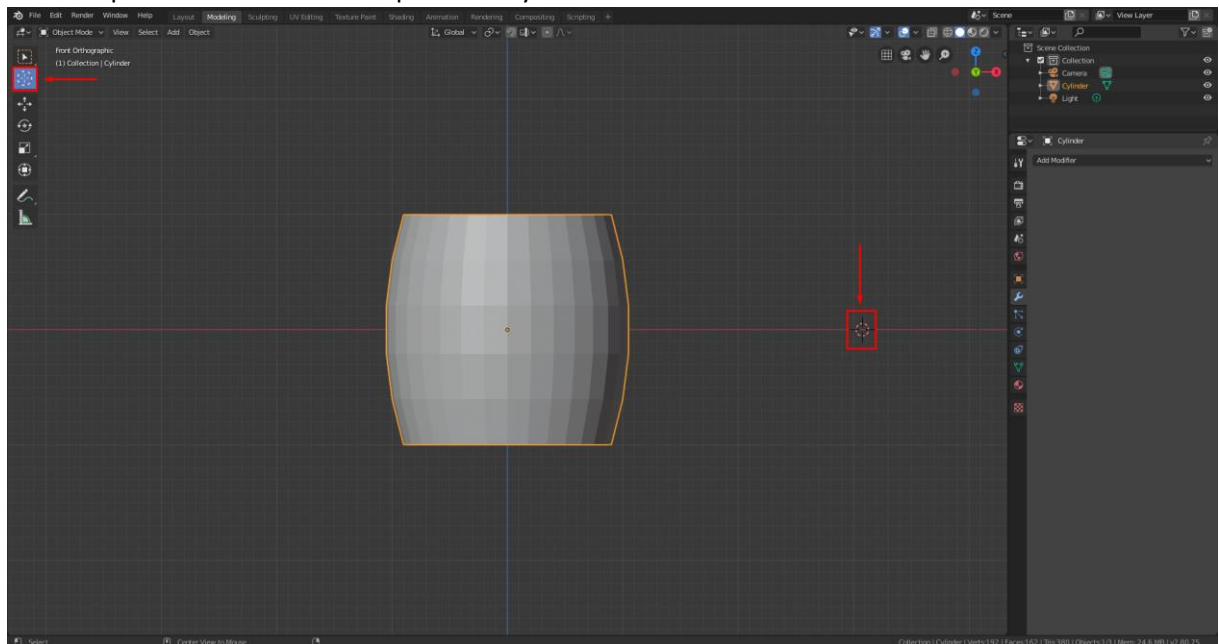 File Edit Render Window Help Layout Modeling Sculpting UV Editing Texture Paint Shading Animation Rendering Compositing Scripting + Scene View Layer
Object Mode View Select Add Object Global
Front Orthographic
(1) Collection | Cylinder
Z
Y
X
Scene Collection
Collection
Camera
Cylinder
Light
Cylinder
Add Modifier
Select Center View to Mouse Collection | Cylinder | Verts:192 | Faces:162 | Tris:380 | Objects:1/3 | Mem: 24.6 MB | v2.80.75